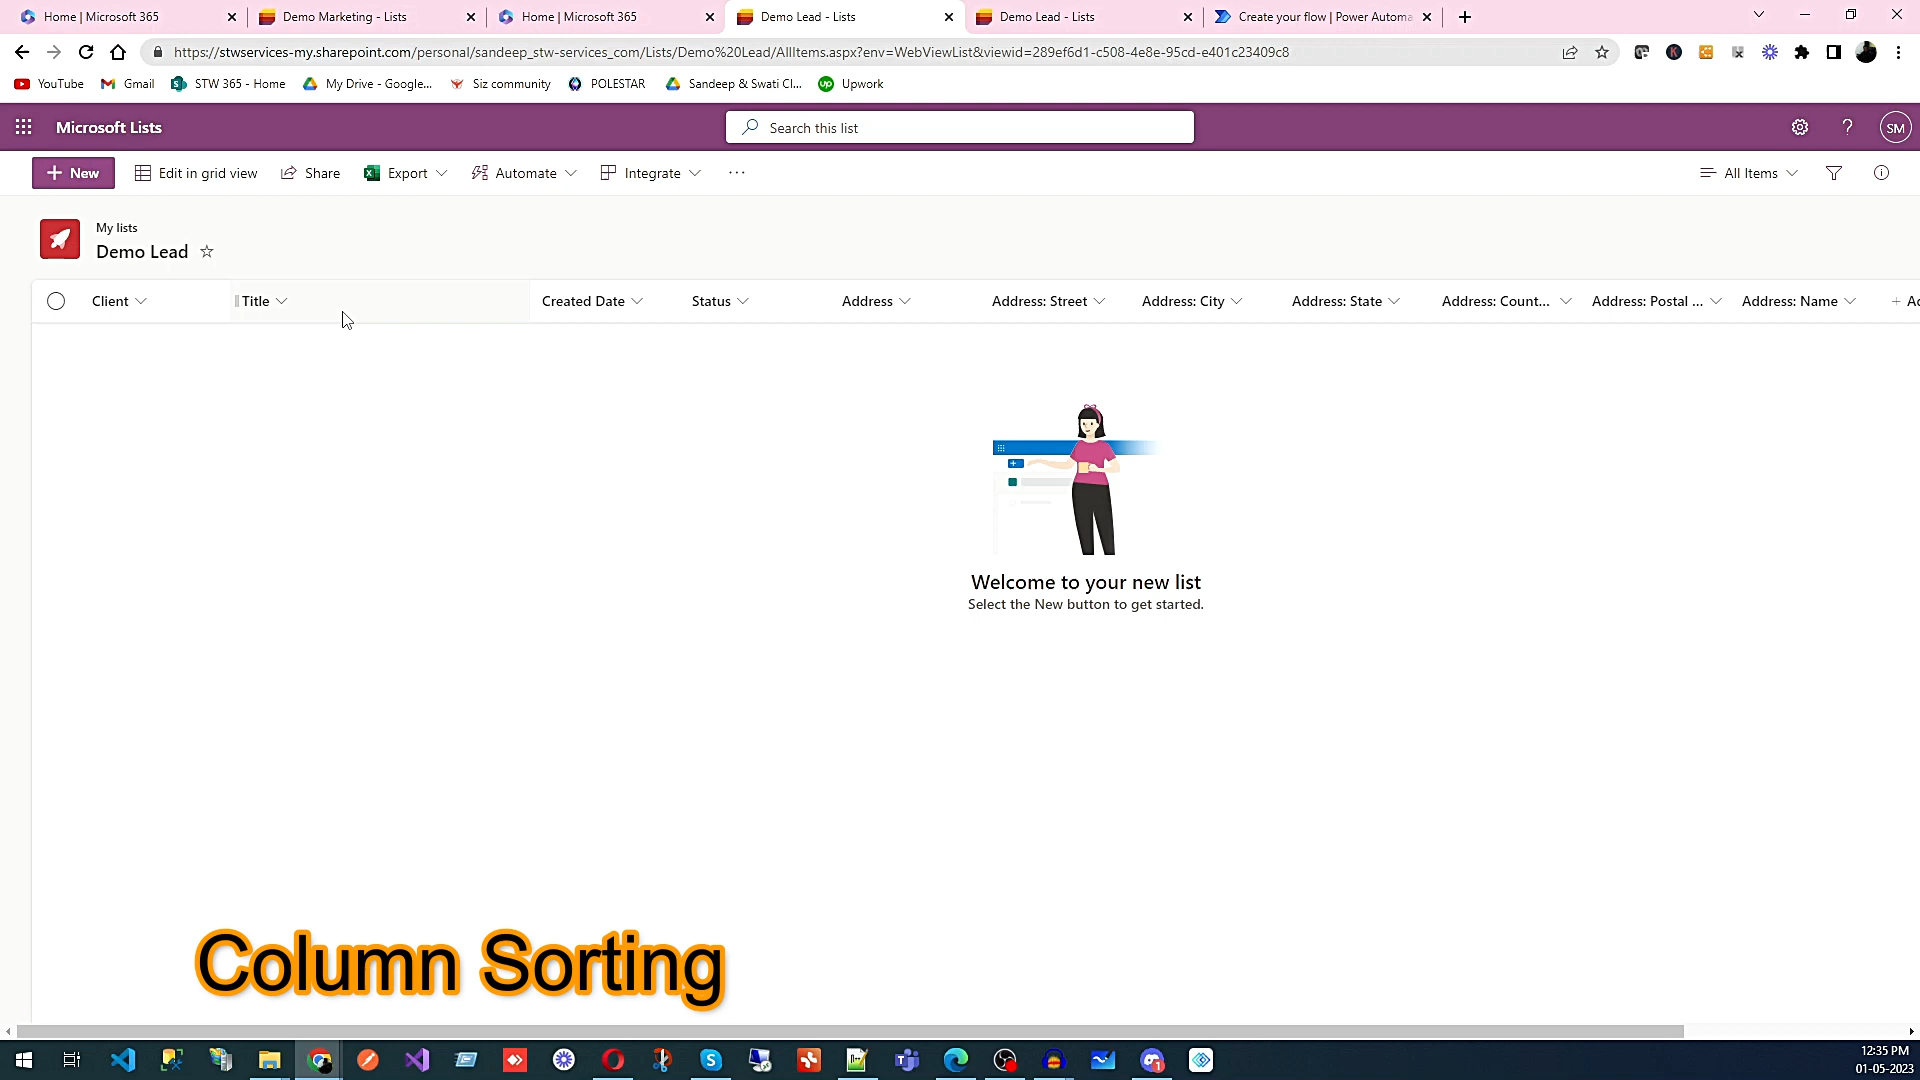 Home | Microsoft 365
Demo Marketing - Lists
Home | Microsoft 365
Demo Lead - Lists
Demo Lead - Lists
Create your flow | Power Automa
https://stwservices-my.sharepoint.com/personal/sandeep_stw-services_com/Lists/Demo%20Lead/AllItems.aspx?env=WebViewList&viewid=289ef6d1-c508-4e8e-95cd-e401c23409c8
YouTube
Gmail
STW 365 - Home
My Drive - Google...
Siz community
POLESTAR
Sandeep & Swati Cl...
Upwork
Microsoft Lists
Search this list
SM
New
Edit in grid view
Share
Export
Automate
Integrate
All Items
My lists
Demo Lead
Client
Title
Created Date
Status
Address
Address: Street
Address: City
Address: State
Address: Count...
Address: Postal ...
Address: Name
+ Ac
Welcome to your new list
Select the New button to get started.
Column Sorting
12:35 PM
01-05-2023